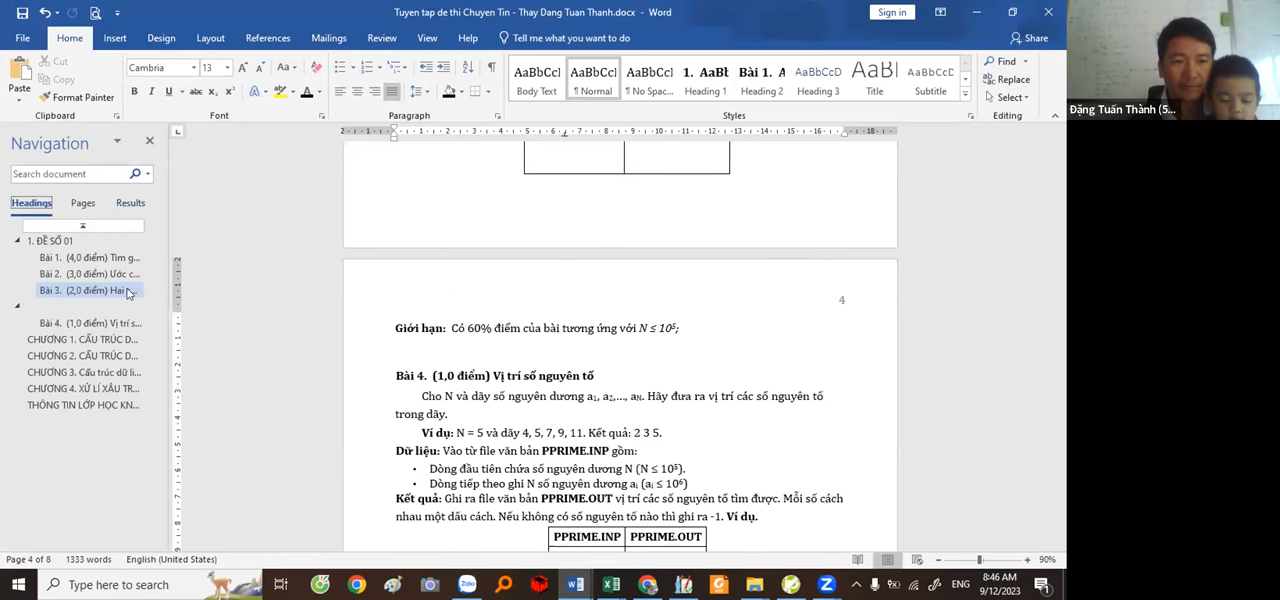 Tuyen tap de thi Chuyen Tin - Thay Dang Tuan Thanh.docx - Word
Sign in
File Home Insert Design Layout References Mailings Review View Help Tell me what you want to do Share
Paste
Cut
Copy
Format Painter
Clipboard
Cambria 13
Font
Paragraph
AaBbCcI AaBbCcI AaBbCcI 1. AaBt Bài 1. A AaBbCcD AaBl AaBbCcD
Body Text ¶ Normal ¶ No Spac... Heading 1 Heading 2 Heading 3 Title Subtitle
Styles
Find
Replace
Select
Editing
Đặng Tuấn Thành (5...
Navigation
Search document
Headings Pages Results
1. ĐỀ SỐ 01
Bài 1. (4,0 điểm) Tìm g...
Bài 2. (3,0 điểm) Ước c...
Bài 3. (2,0 điểm) Hai
Bài 4. (1,0 điểm) Vị trí s...
CHƯƠNG 1. CẤU TRÚC D...
CHƯƠNG 2. CẤU TRÚC D...
CHƯƠNG 3. Cấu trúc dữ li...
CHƯƠNG 4. XỬ LÍ XÂU TR...
THÔNG TIN LỚP HỌC KN...
4
Giới hạn: Có 60% điểm của bài tương ứng với N ≤ 10⁵;
Bài 4. (1,0 điểm) Vị trí số nguyên tố
Cho N và dãy số nguyên dương a₁, a₂,..., aN. Hãy đưa ra vị trí các số nguyên tố
trong dãy.
Ví dụ: N = 5 và dãy 4, 5, 7, 9, 11. Kết quả: 2 3 5.
Dữ liệu: Vào từ file văn bản PPRIME.INP gồm:
• Dòng đầu tiên chứa số nguyên dương N (N ≤ 10⁵).
• Dòng tiếp theo ghi N số nguyên dương aᵢ (aᵢ ≤ 10⁶)
Kết quả: Ghi ra file văn bản PPRIME.OUT vị trí các số nguyên tố tìm được. Mỗi số cách
nhau một dấu cách. Nếu không có số nguyên tố nào thì ghi ra -1. Ví dụ.
PPRIME.INP PPRIME.OUT
Page 4 of 8 1333 words English (United States) 90%
Type here to search
ENG
8:46 AM
9/12/2023